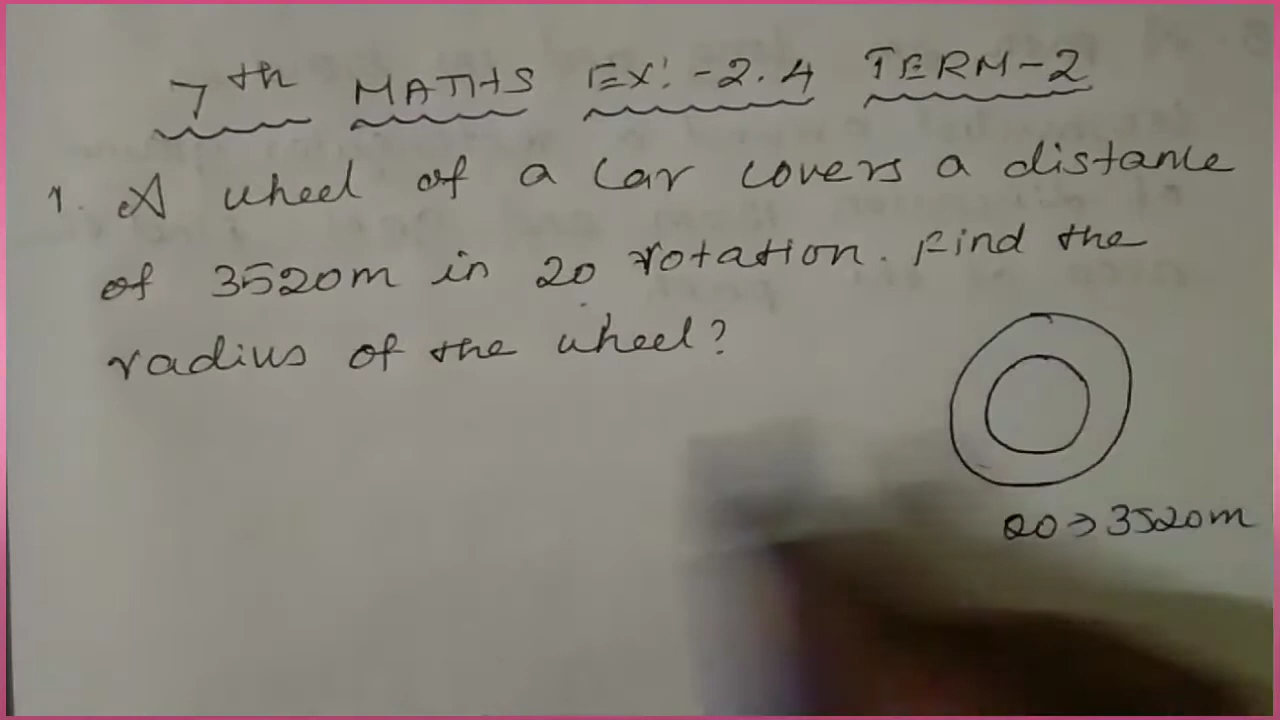 7th MATHS EX:-2.4 TERM-2
1. A wheel of a car covers a distance
of 3520m in 20 rotation. Find the
radius of the wheel?
20→3520m